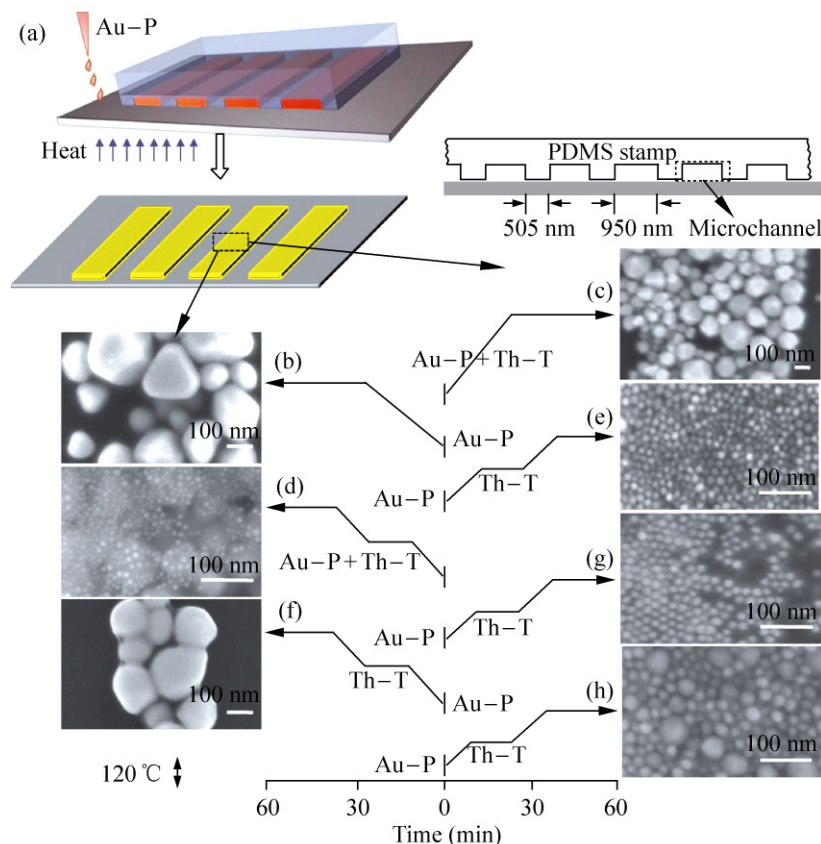 (a)
Au–P
Heat
PDMS stamp
505 nm
950 nm
Microchannel
(c)
100 nm
Au–P+Th–T
(b)
100 nm
Au–P
(e)
100 nm
Au–P
Th–T
(d)
100 nm
Au–P+Th–T
(g)
100 nm
Au–P
Th–T
(f)
100 nm
Th–T
Au–P
(h)
100 nm
Au–P
Th–T
120 ℃
60
30
0
30
60
Time (min)